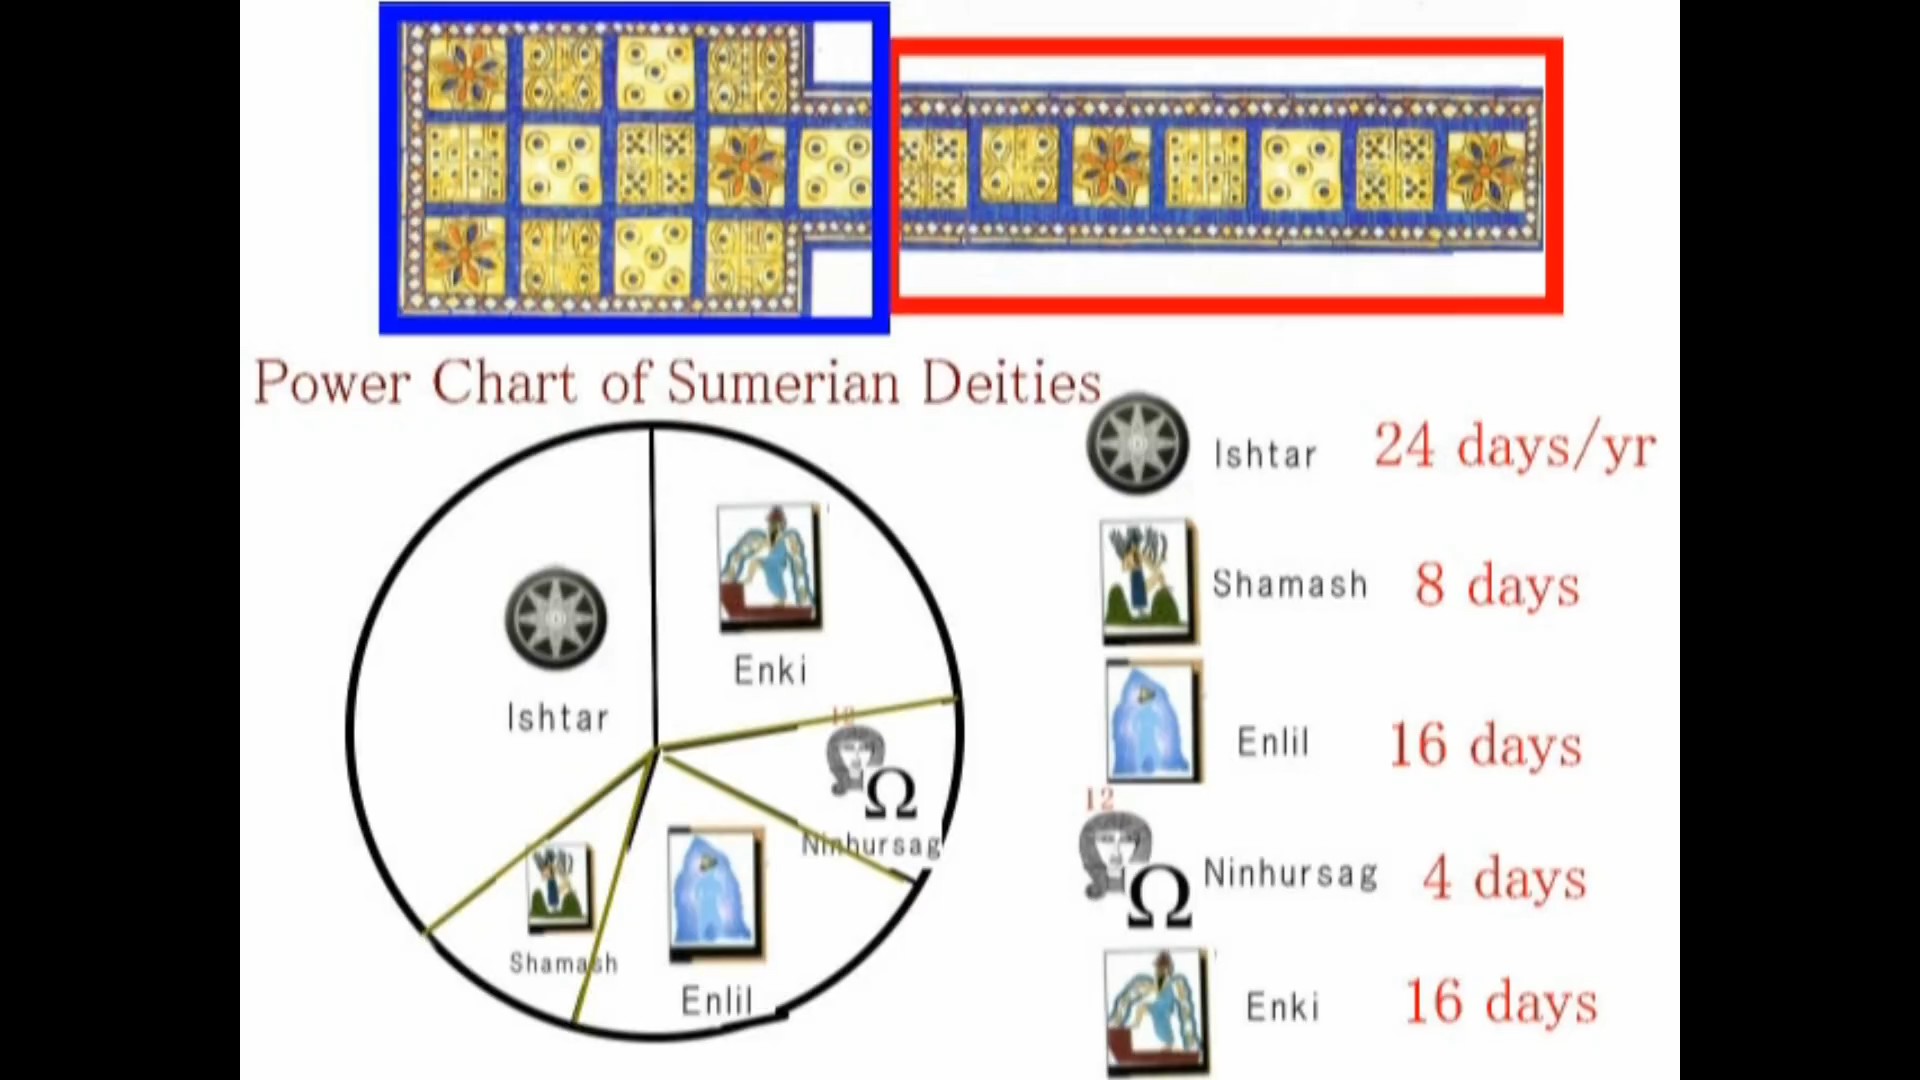 Power Chart of Sumerian Deities
Ishtar 24 days/yr
Shamash 8 days
Enlil 16 days
12
Ω
Ninhursag 4 days
Enki 16 days
Enki
Ishtar
12
Ω
Ninhursag
Shamash
Enlil